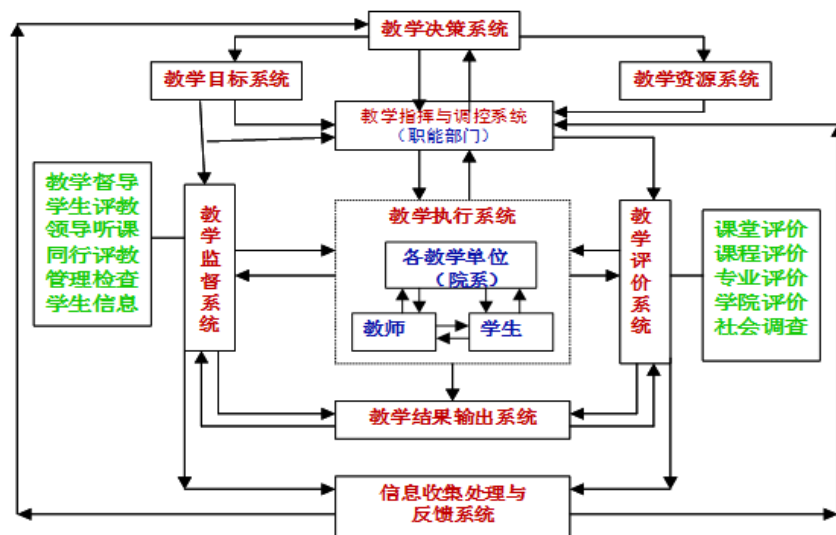 教学决策系统
教学目标系统
教学资源系统
教学指挥与调控系统
（职能部门）
教学督导
学生评教
领导听课
同行评教
管理检查
学生信息
教学监督系统
教学执行系统
各教学单位
（院系）
教师
学生
教学评价系统
课堂评价
课程评价
专业评价
学院评价
社会调查
教学结果输出系统
信息收集处理与
反馈系统